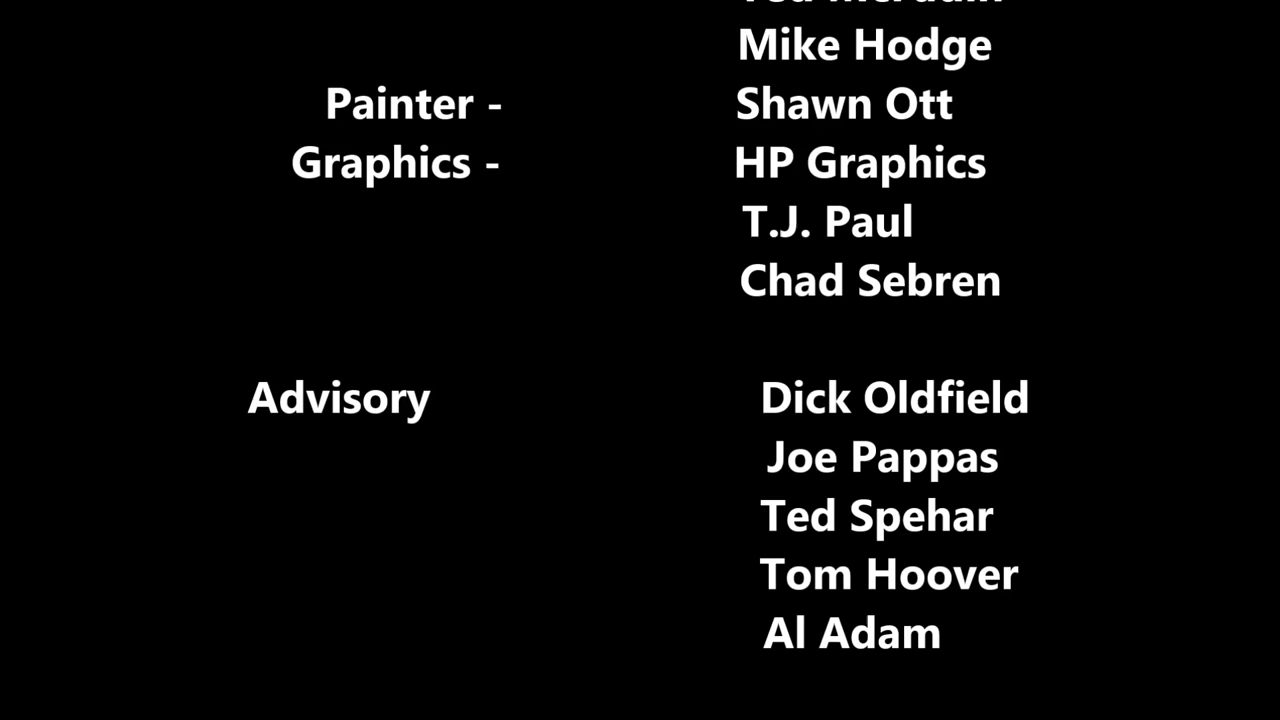 Mike Hodge
Painter - Shawn Ott
Graphics - HP Graphics
T.J. Paul
Chad Sebren
Advisory Dick Oldfield
Joe Pappas
Ted Spehar
Tom Hoover
Al Adam